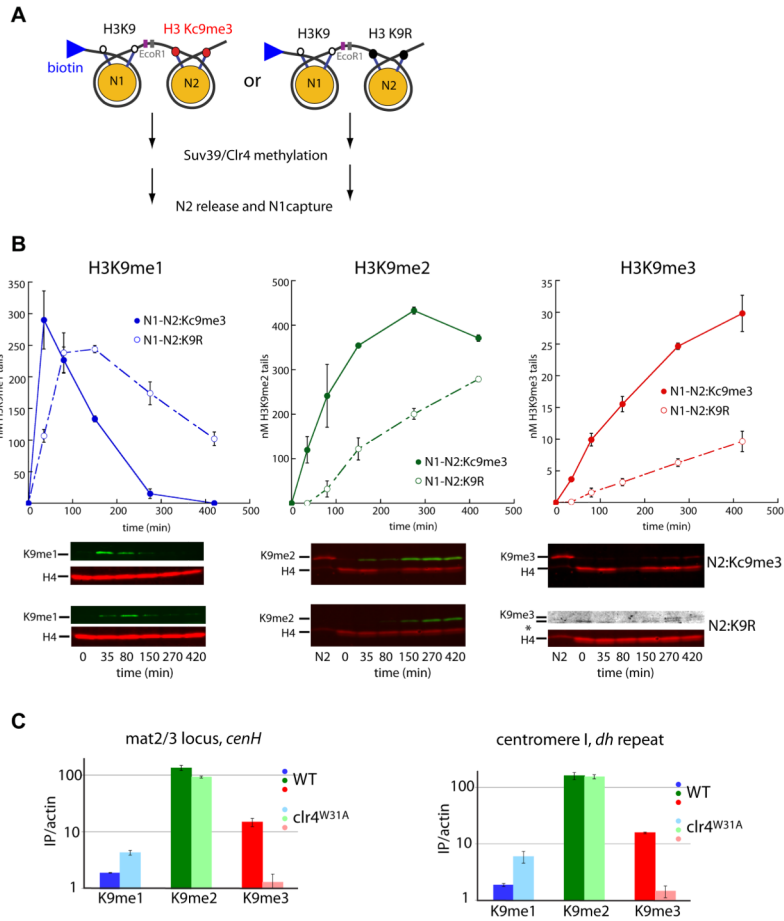 A
H3K9
H3 Kc9me3
H3K9
H3 K9R
EcoR1
EcoR1
biotin
N1
N2
or
N1
N2
Suv39/Clr4 methylation
N2 release and N1capture
B
H3K9me1
350
300
250
200
150
100
50
0
100
200
300
400
500
time (min)
N1-N2:Kc9me3
N1-N2:K9R
H3K9me2
nM H3K9me2 tails
500
400
300
200
100
0
0
100
200
300
400
500
time (min)
N1-N2:Kc9me3
N1-N2:K9R
H3K9me3
nM H3K9me3 tails
35
30
25
20
15
10
5
0
0
100
200
300
400
500
time (min)
N1-N2:Kc9me3
N1-N2:K9R
K9me1
H4
K9me2
H4
K9me3
H4
N2:Kc9me3
K9me1
H4
K9me2
H4
K9me3
*
H4
N2:K9R
0 35 80 150 270 420
time (min)
N2 0 35 80 150 270 420
time (min)
N2 0 35 80 150 270 420
time (min)
C
mat2/3 locus, cenH
IP/actin
100
10
1
K9me1 K9me2 K9me3
WT
clr4W31A
centromere I, dh repeat
IP/actin
100
10
1
K9me1 K9me2 K9me3
WT
clr4W31A